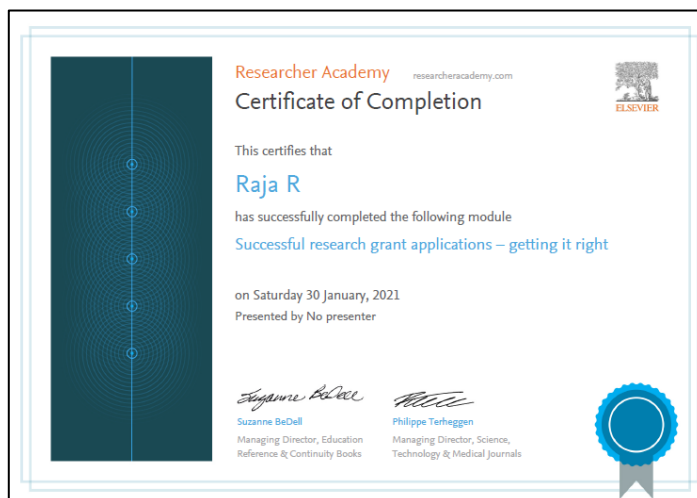 Researcher Academy researcheracademy.com
Certificate of Completion
ELSEVIER
This certifies that
Raja R
has successfully completed the following module
Successful research grant applications – getting it right
on Saturday 30 January, 2021
Presented by No presenter
Suzanne BeDell
Suzanne BeDell
Managing Director, Education
Reference & Continuity Books
Philippe Terheggen
Managing Director, Science,
Technology & Medical Journals